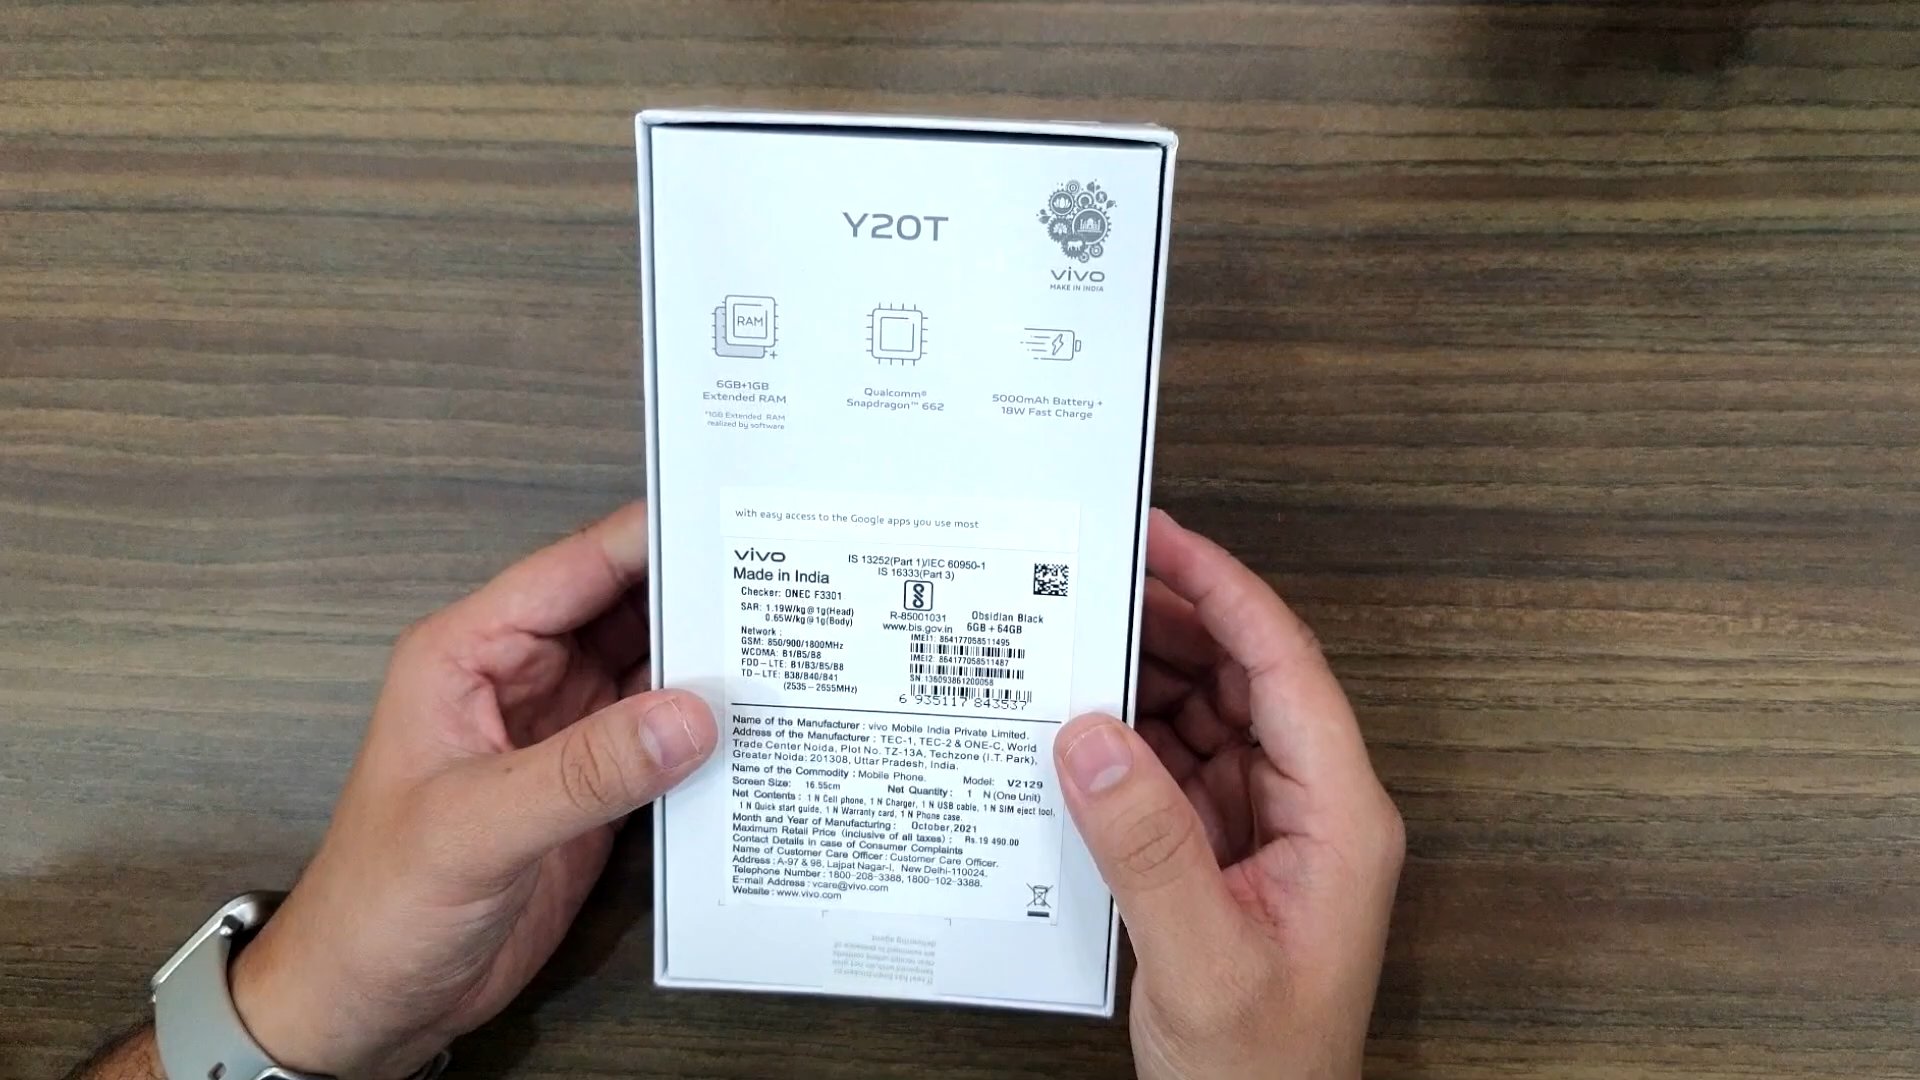 Y20T
vivo
MAKE IN INDIA
RAM
6GB+1GB
Extended RAM
*1GB Extended RAM
realized by software
Qualcomm®
Snapdragon™ 662
5000mAh Battery +
18W Fast Charge
with easy access to the Google apps you use most
vivo
Made in India
IS 13252(Part 1)/IEC 60950-1
IS 16333(Part 3)
Checker: ONEC F3301
SAR: 1.19W/kg@1g(Head)
0.65W/kg@1g(Body)
Network :
GSM: 850/900/1800MHz
WCDMA: B1/B5/B8
FDD-LTE: B1/B3/B5/B8
TD-LTE: B38/B40/B41
(2535-2655MHz)
R-85001031
www.bis.gov.in
Obsidian Black
6GB + 64GB
IMEI1: 864177058511495
IMEI2: 864177058511487
SN 136093861200058
6 935117 843537
Name of the Manufacturer : vivo Mobile India Private Limited.
Address of the Manufacturer : TEC-1, TEC-2 & ONE-C, World
Trade Center Noida, Plot No. TZ-13A, Techzone (I.T. Park),
Greater Noida: 201308, Uttar Pradesh, India.
Name of the Commodity : Mobile Phone. Model: V2129
Screen Size: 16.55cm Net Quantity : 1 N (One Unit)
Net Contents : 1 N Cell phone, 1 N Charger, 1 N USB cable, 1 N SIM eject tool,
1 N Quick start guide, 1 N Warranty card, 1 N Phone case.
Month and Year of Manufacturing : October,2021
Maximum Retail Price (inclusive of all taxes) : Rs.19 490.00
Contact Details in case of Consumer Complaints
Name of Customer Care Officer : Customer Care Officer.
Address : A-97 & 98, Lajpat Nagar-I, New Delhi-110024.
Telephone Number : 1800-208-3388, 1800-102-3388.
E-mail Address : vcare@vivo.com
Website : www.vivo.com